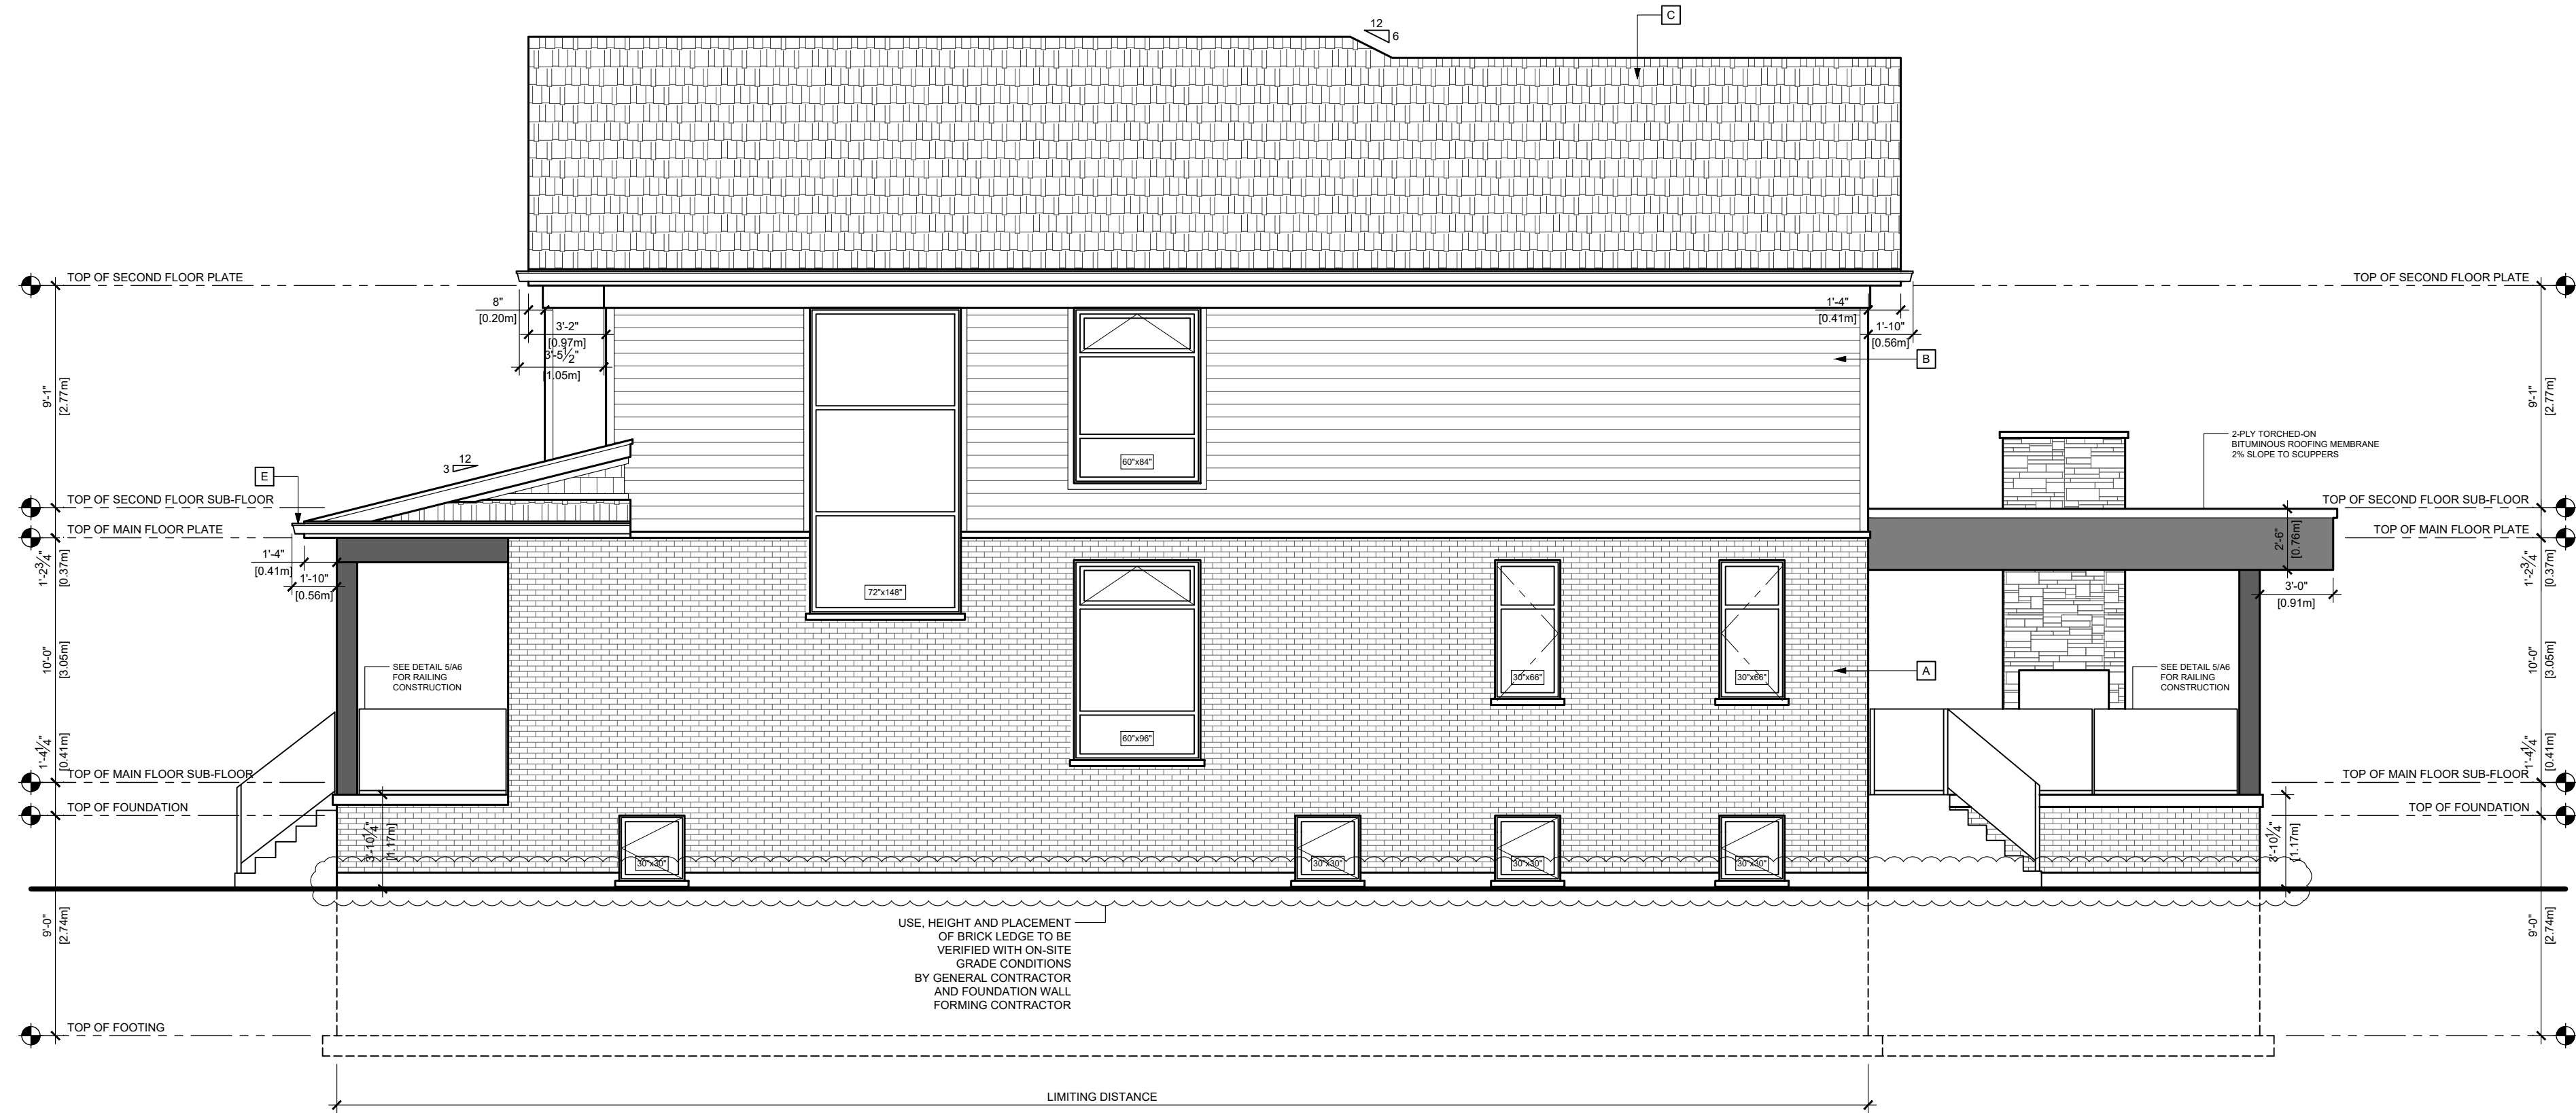 C
12
6
TOP OF SECOND FLOOR PLATE
TOP OF SECOND FLOOR PLATE
8"
[0.20m]
3'-2"
[0.97m]
3'-5½"
[1.05m]
1'-4"
[0.41m]
1'-10"
[0.56m]
B
9'-1"
[2.77m]
9'-1"
[2.77m]
2-PLY TORCHED-ON
BITUMINOUS ROOFING MEMBRANE
2% SLOPE TO SCUPPERS
12
3
E
60"x84"
TOP OF SECOND FLOOR SUB-FLOOR
TOP OF SECOND FLOOR SUB-FLOOR
TOP OF MAIN FLOOR PLATE
TOP OF MAIN FLOOR PLATE
1'-2¾"
[0.37m]
1'-4"
[0.41m]
1'-10"
[0.56m]
2'-6"
[0.76m]
1'-2¾"
[0.37m]
3'-0"
[0.91m]
72"x148"
10'-0"
[3.05m]
SEE DETAIL 5/A6
FOR RAILING
CONSTRUCTION
30"x66"
30"x66"
A
SEE DETAIL 5/A6
FOR RAILING
CONSTRUCTION
10'-0"
[3.05m]
60"x96"
1'-4¼"
[0.41m]
1'-4¼"
[0.41m]
TOP OF MAIN FLOOR SUB-FLOOR
TOP OF MAIN FLOOR SUB-FLOOR
TOP OF FOUNDATION
TOP OF FOUNDATION
3'-10¼"
[1.17m]
3'-10¼"
[1.17m]
30"x30"
30"x30"
30"x30"
30"x30"
9'-0"
[2.74m]
9'-0"
[2.74m]
USE, HEIGHT AND PLACEMENT
OF BRICK LEDGE TO BE
VERIFIED WITH ON-SITE
GRADE CONDITIONS
BY GENERAL CONTRACTOR
AND FOUNDATION WALL
FORMING CONTRACTOR
TOP OF FOOTING
LIMITING DISTANCE